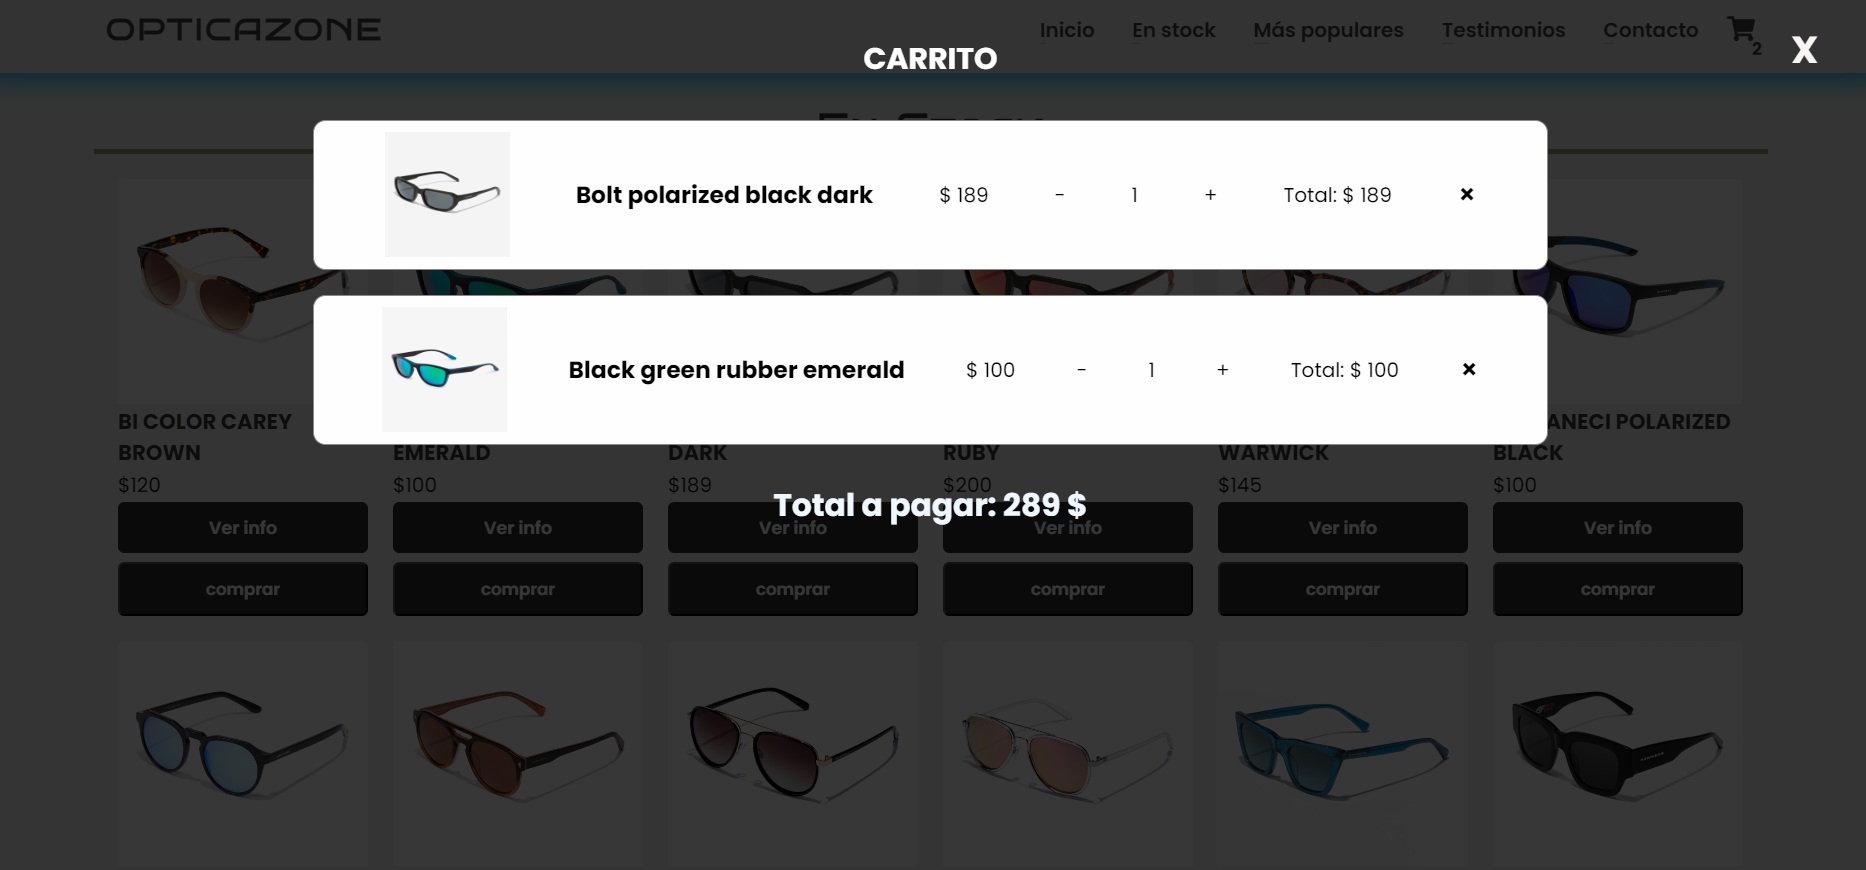 OPTICAZONE
Inicio
En stock
Más populares
Testimonios
Contacto
2
CARRITO
X
Bolt polarized black dark
$ 189
-
1
+
Total: $ 189
×
Black green rubber emerald
$ 100
-
1
+
Total: $ 100
×
Total a pagar: 289 $
BI COLOR CAREY
BROWN
$120
Ver info
comprar
EMERALD
$100
Ver info
comprar
DARK
$189
Ver info
comprar
RUBY
$200
Ver info
comprar
WARWICK
$145
Ver info
comprar
POLARIZED
BLACK
$100
Ver info
comprar